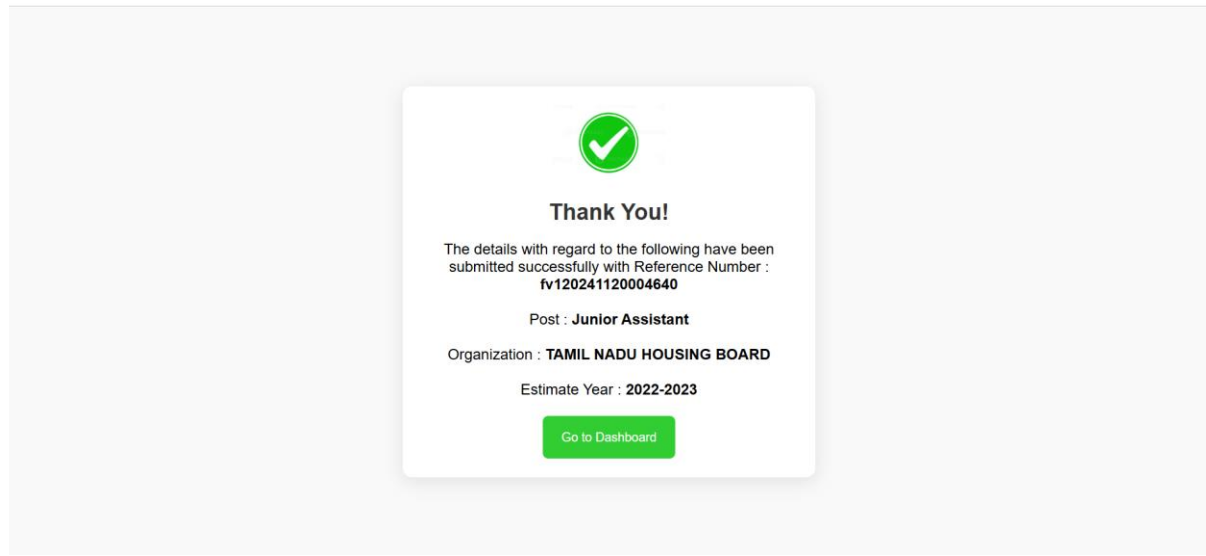 Thank You!
The details with regard to the following have been
submitted successfully with Reference Number :
fv120241120004640
Post : Junior Assistant
Organization : TAMIL NADU HOUSING BOARD
Estimate Year : 2022-2023
Go to Dashboard